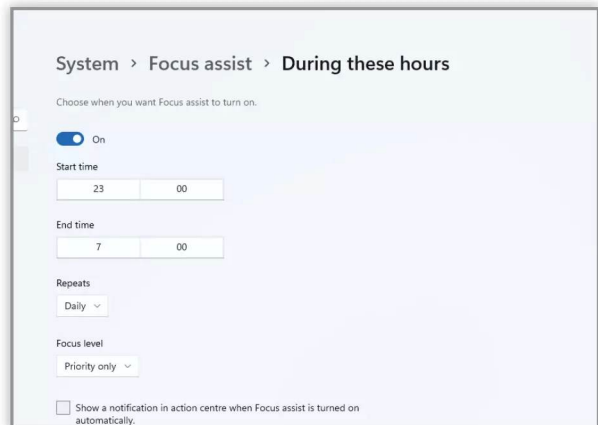 System > Focus assist > During these hours
Choose when you want Focus assist to turn on.
On
Start time
23 00
End time
7 00
Repeats
Daily
Focus level
Priority only
Show a notification in action centre when Focus assist is turned on
automatically.